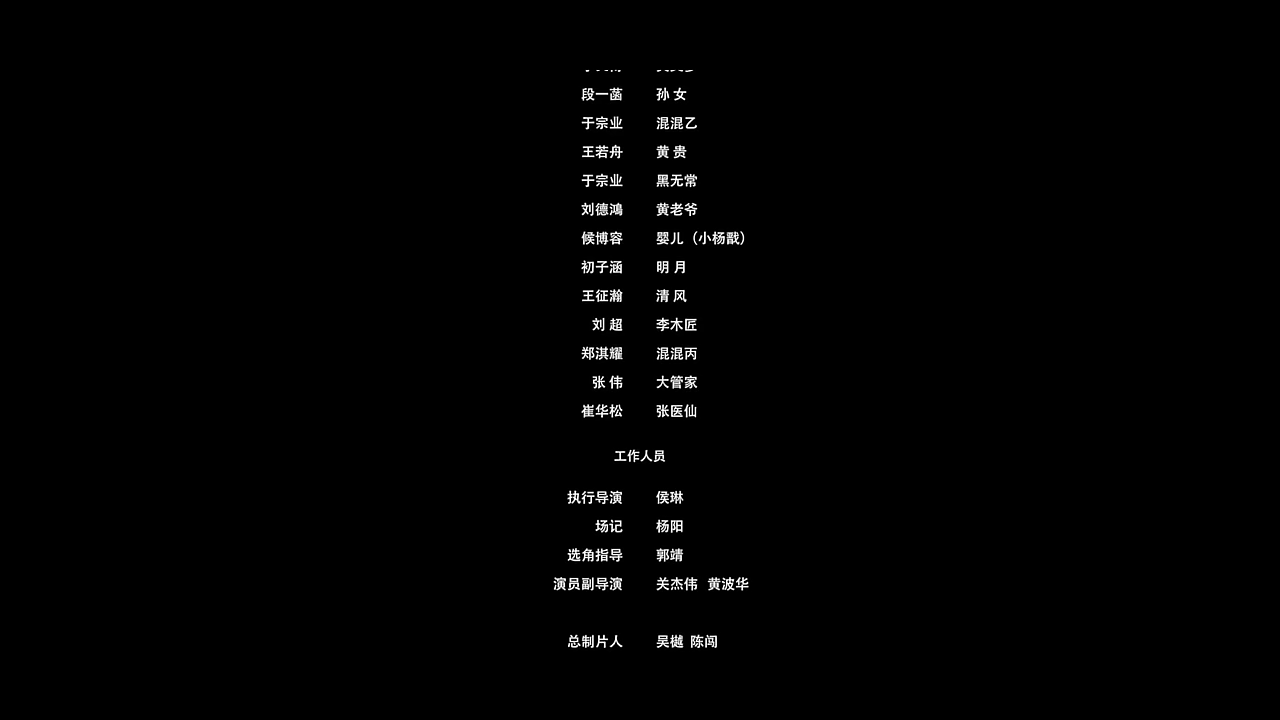 段一菡 孙 女
于宗业 混混乙
王若舟 黄 贵
于宗业 黑无常
刘德鴻 黄老爷
候博容 婴儿（小杨戬）
初子涵 明 月
王征瀚 清 风
刘 超 李木匠
郑淇耀 混混丙
张 伟 大管家
崔华松 张医仙
工作人员
执行导演 侯琳
场记 杨阳
选角指导 郭靖
演员副导演 关杰伟 黄波华
总制片人 吴樾 陈闯